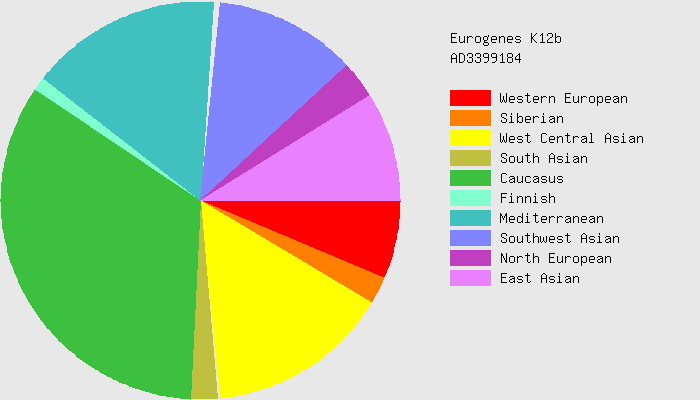 Eurogenes K12b
AD3399184
Western European
Siberian
West Central Asian
South Asian
Caucasus
Finnish
Mediterranean
Southwest Asian
North European
East Asian